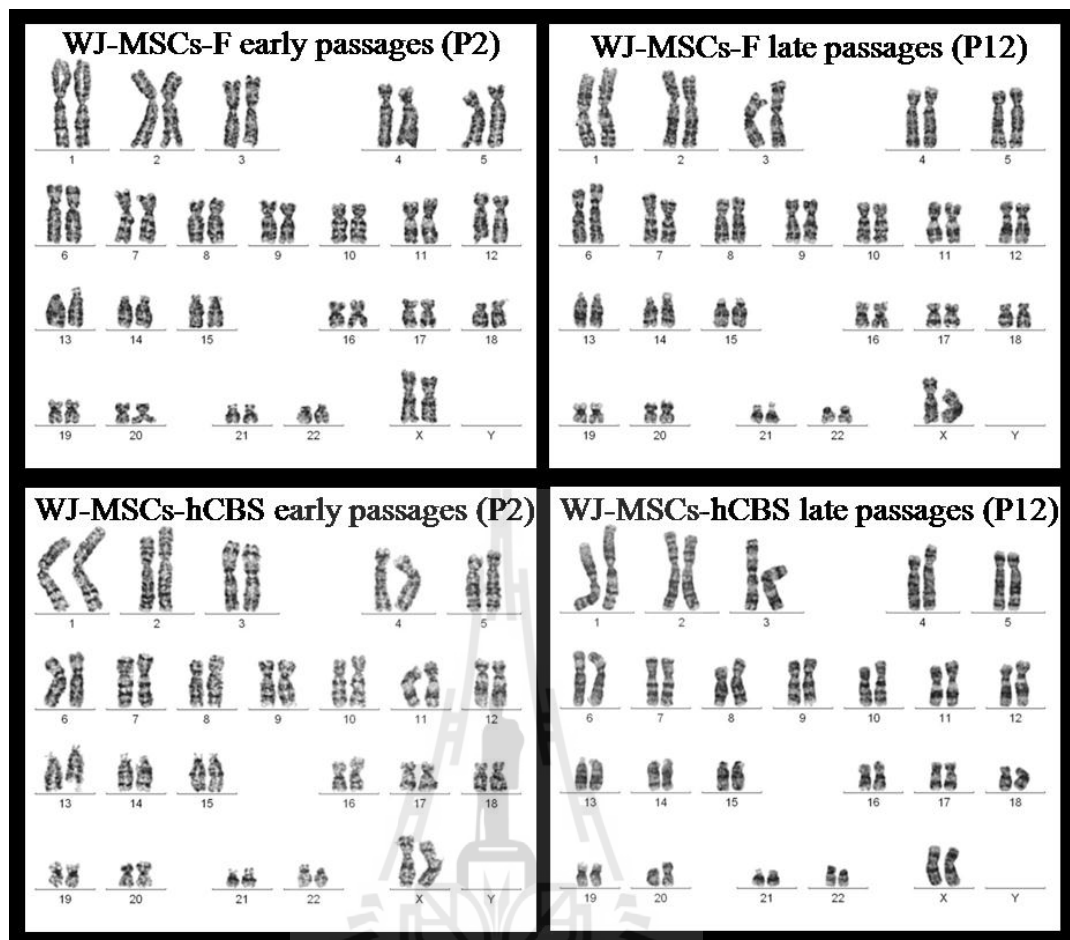 WJ-MSCs-F early passages (P2)
1 2 3 4 5
6 7 8 9 10 11 12
13 14 15 16 17 18
19 20 21 22 X Y
WJ-MSCs-F late passages (P12)
1 2 3 4 5
6 7 8 9 10 11 12
13 14 15 16 17 18
19 20 21 22 X Y
WJ-MSCs-hCBS early passages (P2)
1 2 3 4 5
6 7 8 9 10 11 12
13 14 15 16 17 18
19 20 21 22 X Y
WJ-MSCs-hCBS late passages (P12)
1 2 3 4 5
6 7 8 9 10 11 12
13 14 15 16 17 18
19 20 21 22 X Y